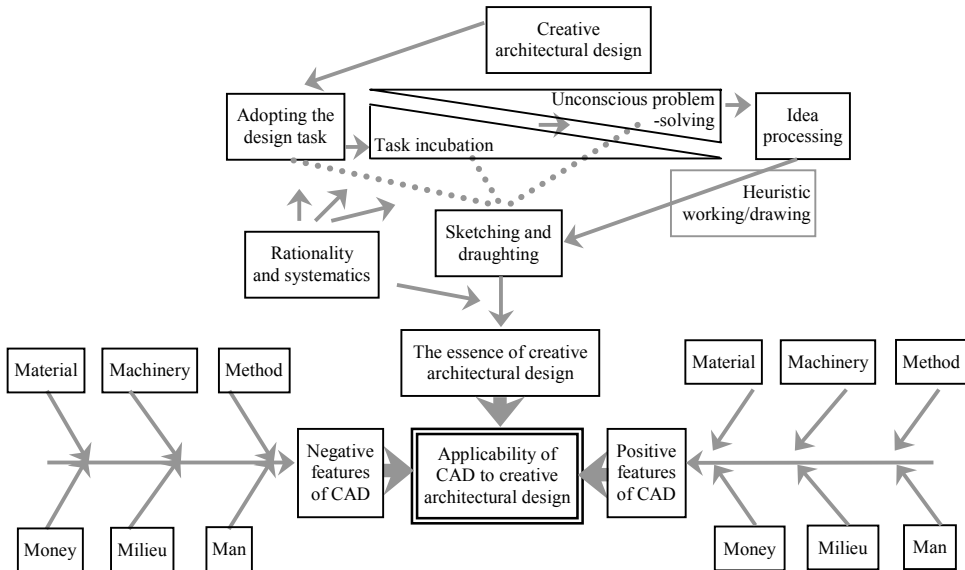 Creative
architectural design
Adopting the
design task
Unconscious problem
-solving
Task incubation
Idea
processing
Heuristic
working/drawing
Sketching and
draughting
Rationality
and systematics
The essence of creative
architectural design
Material
Machinery
Method
Material
Machinery
Method
Negative
features
of CAD
Applicability of
CAD to creative
architectural design
Positive
features
of CAD
Money
Milieu
Man
Money
Milieu
Man